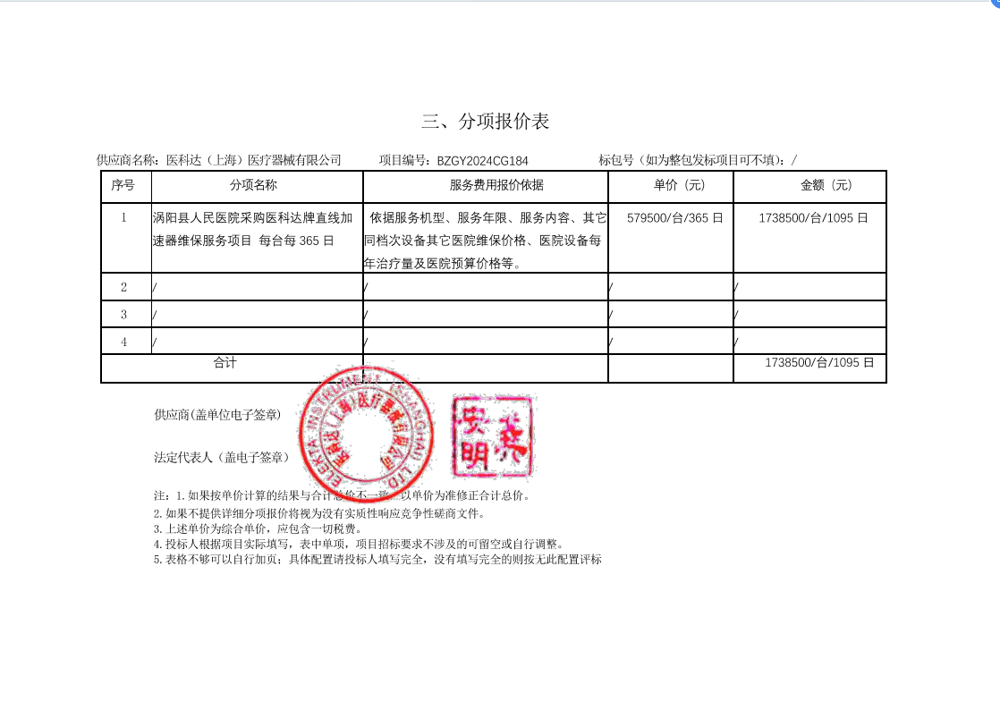 三、分项报价表
供应商名称：医科达（上海）医疗器械有限公司 项目编号：BZGY2024CG184 标包号（如为整包发标项目可不填）：/
序号 分项名称 服务费用报价依据 单价（元） 金额（元）
1 涡阳县人民医院采购医科达牌直线加 依据服务机型、服务年限、服务内容、其它 579500/台/365 日 1738500/台/1095 日
速器维保服务项目 每台每 365 日 同档次设备其它医院维保价格、医院设备每
年治疗量及医院预算价格等。
2 / / / /
3 / / / /
4 / / / /
合计 1738500/台/1095 日
供应商(盖单位电子签章)
法定代表人（盖电子签章）
ELEKTA INSTRUMENT (SHANGHAI) LTD
医科达(上海)医疗器械有限公司
安
明
注：1.如果按单价计算的结果与合计总价不一致，以单价为准修正合计总价。
2.如果不提供详细分项报价将视为没有实质性响应竞争性磋商文件。
3.上述单价为综合单价，应包含一切税费。
4.投标人根据项目实际填写，表中单项，项目招标要求不涉及的可留空或自行调整。
5.表格不够可以自行加页；具体配置请投标人填写完全，没有填写完全的则按无此配置评标